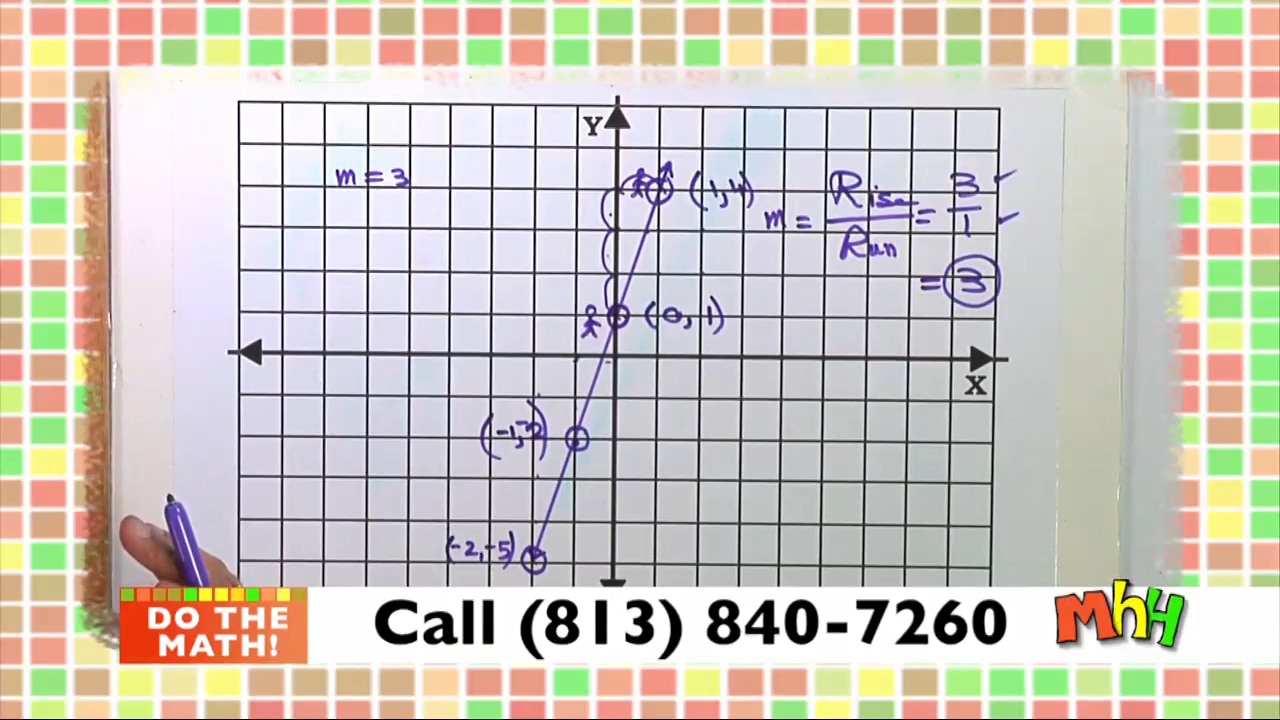 Y
m = 3
(1,4)
m = Rise/Run = 3/1
= 3
(0, 1)
X
(-1,-2)
(-2,-5)
DO THE
MATH!
Call (813) 840-7260
MhH